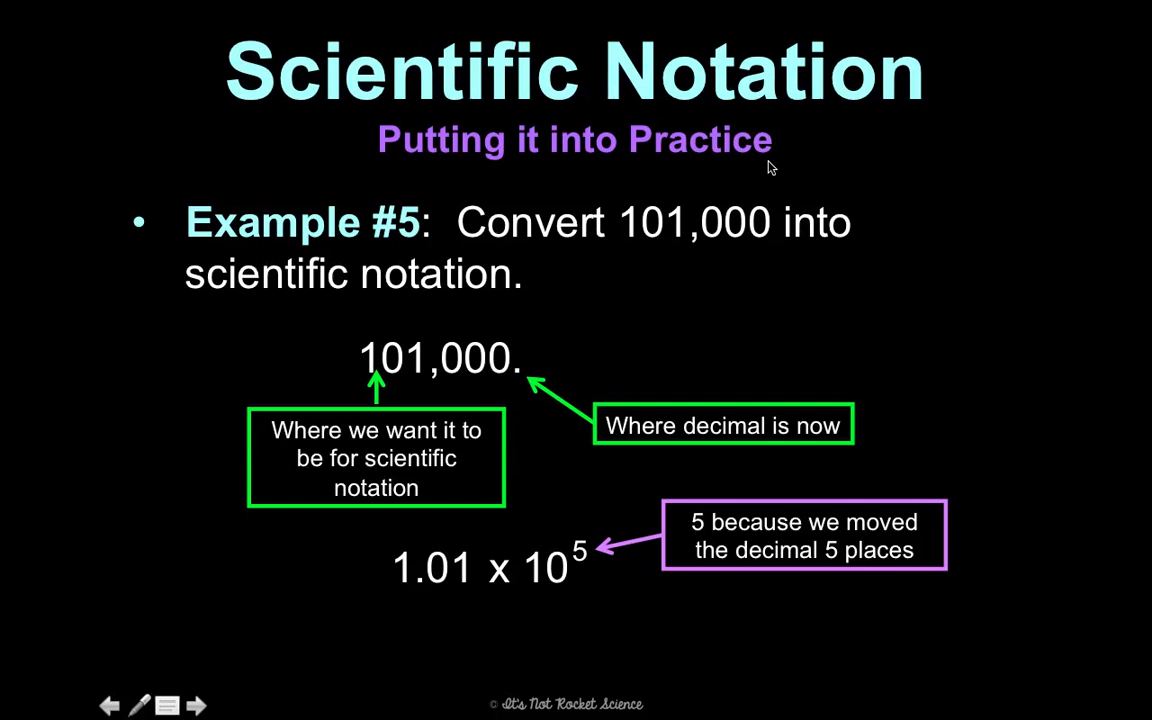 Scientific Notation
Putting it into Practice
• Example #5: Convert 101,000 into
scientific notation.
101,000.
Where we want it to
be for scientific
notation
Where decimal is now
5 because we moved
the decimal 5 places
1.01 x 10⁵
© It's Not Rocket Science